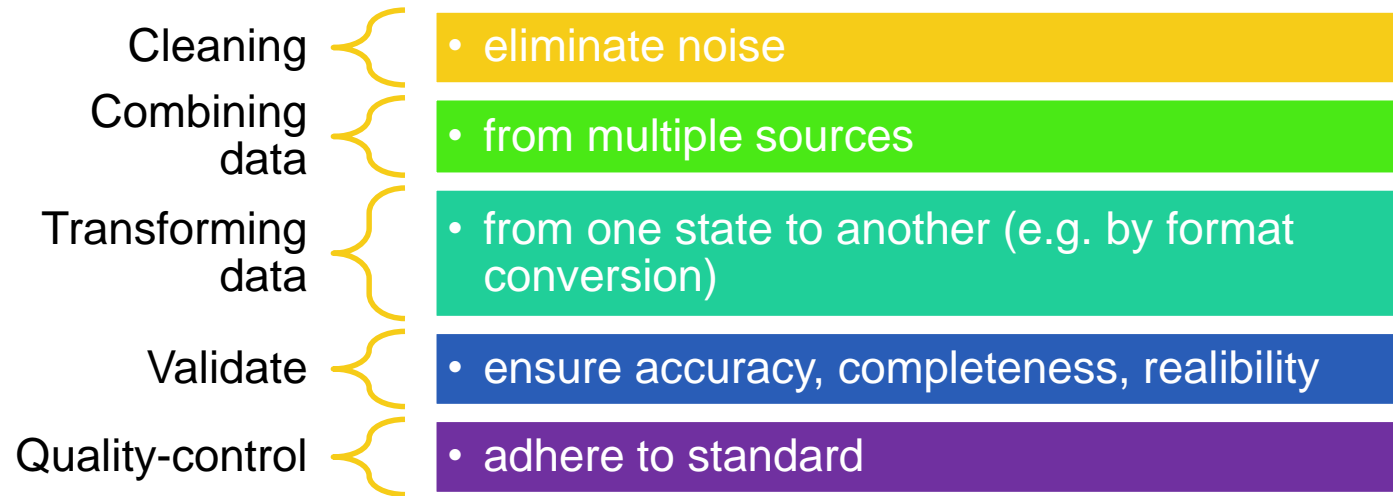 Cleaning
• eliminate noise
Combining
data
• from multiple sources
Transforming
data
• from one state to another (e.g. by format
conversion)
Validate
• ensure accuracy, completeness, realibility
Quality-control
• adhere to standard